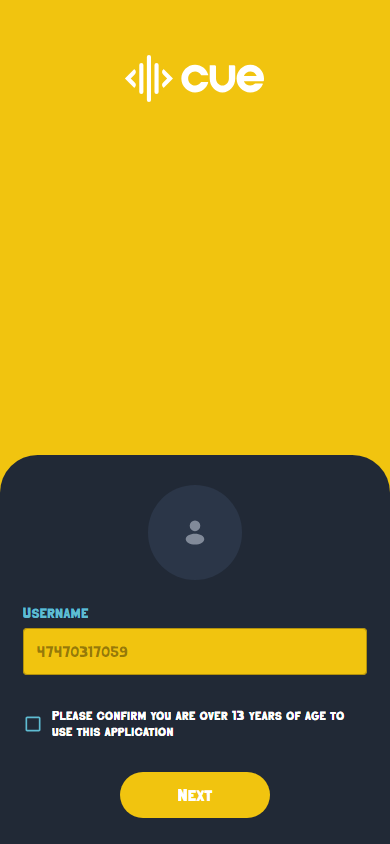 cue
Username
47470317059
Please confirm you are over 13 years of age to
use this application
Next